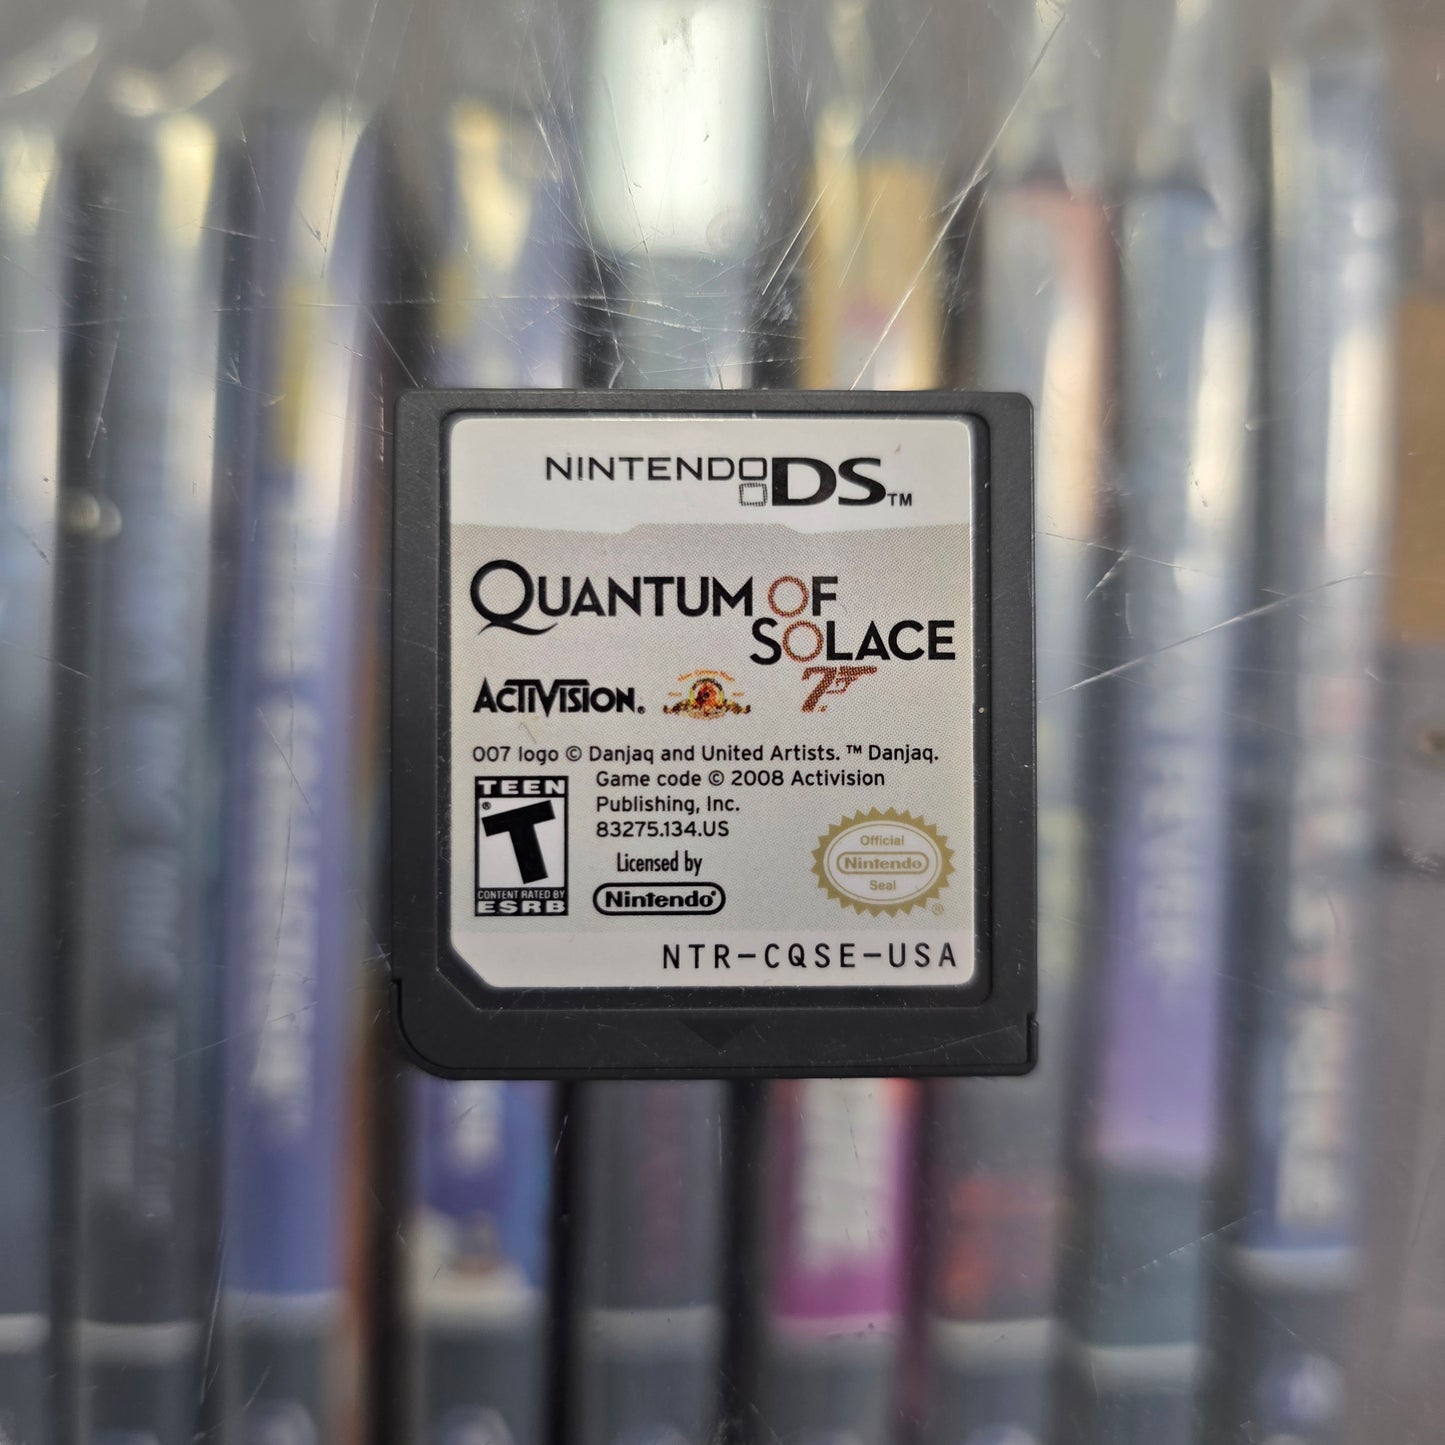 NINTENDO DS™
QUANTUM OF
SOLACE
ACTIVISION®
007 logo © Danjaq and United Artists. ™ Danjaq.
TEEN
Game code © 2008 Activision
Publishing, Inc.
83275.134.US
T
®
Licensed by
Nintendo®
CONTENT RATED BY
ESRB
Official
Nintendo
Seal
®
NTR-CQSE-USA